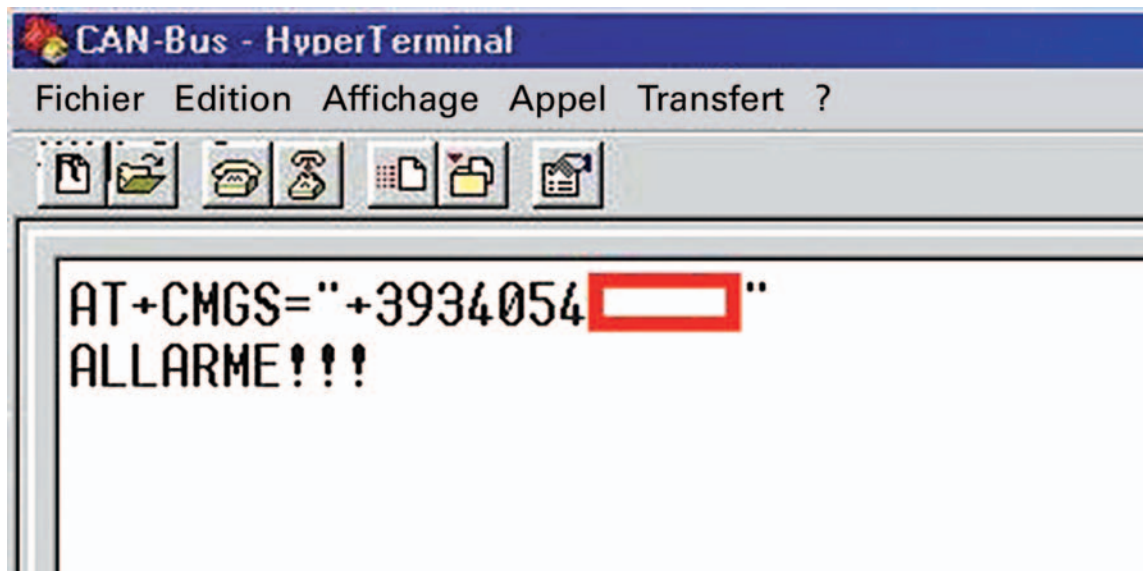 CAN-Bus - HyperTerminal
Fichier Edition Affichage Appel Transfert ?
AT+CMGS="+3934054 "
ALLARME!!!